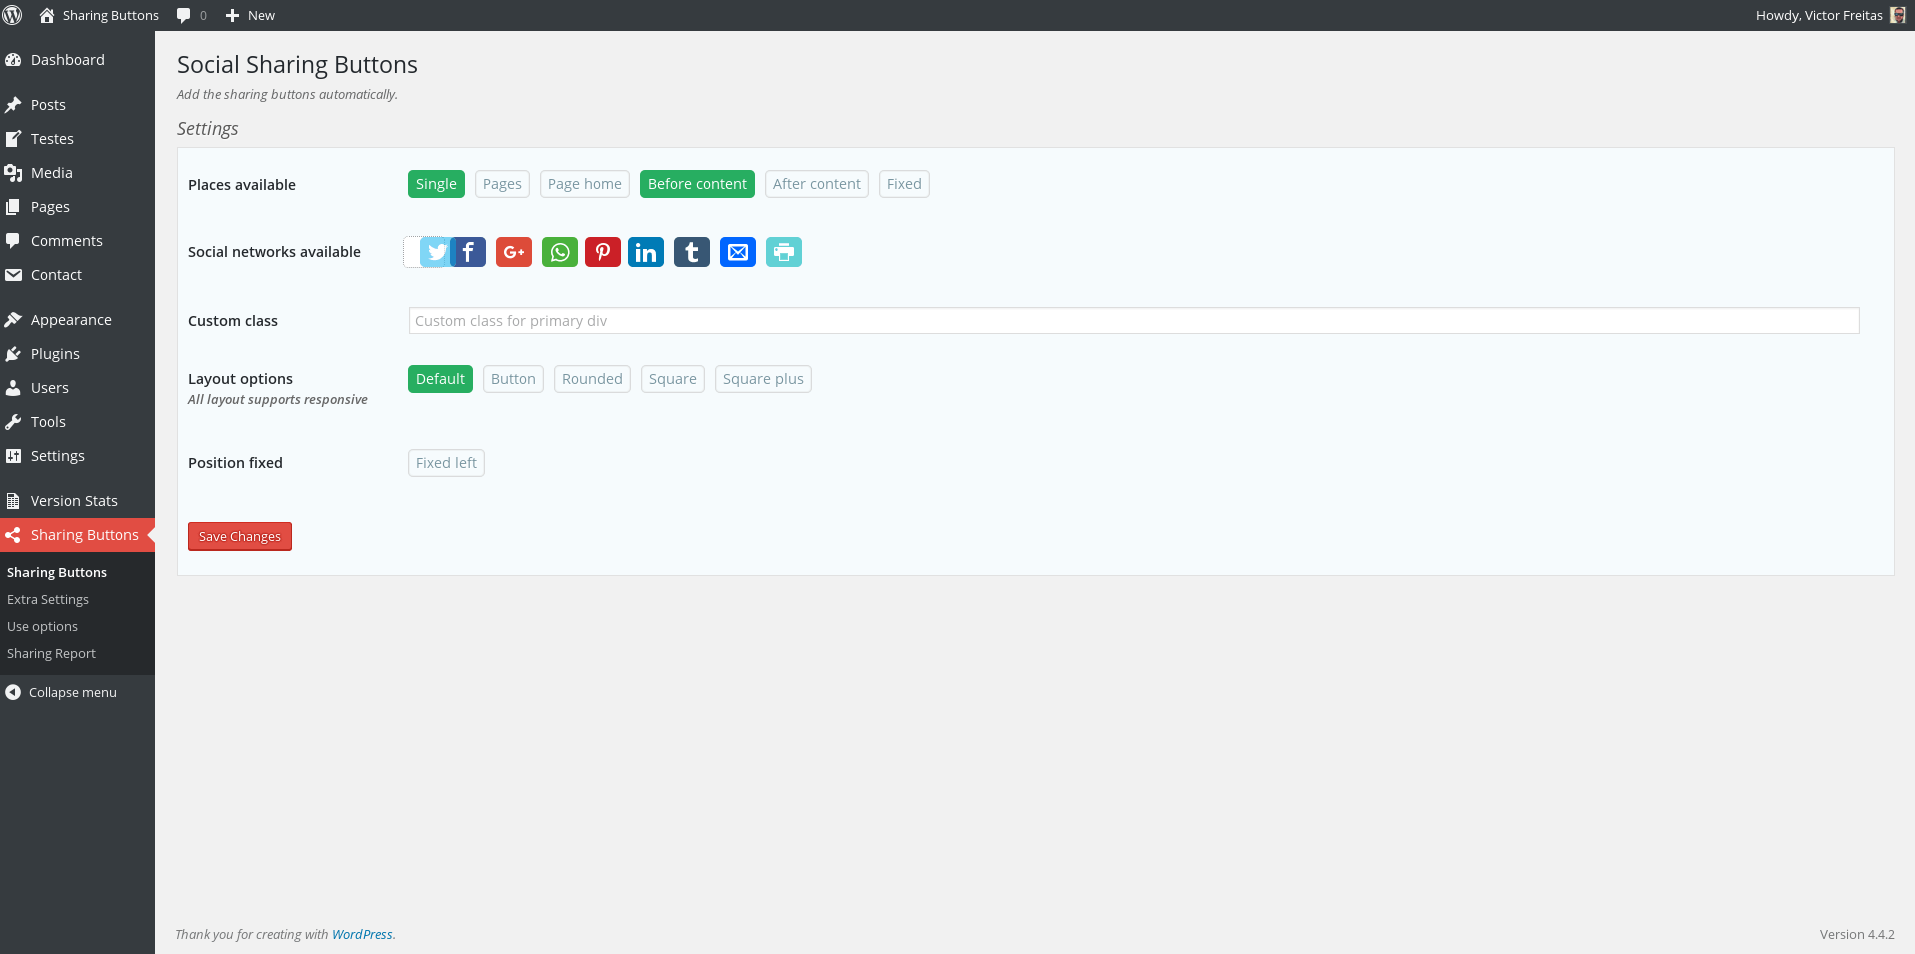 Sharing Buttons 0 New Howdy, Victor Freitas
Dashboard
Posts
Testes
Media
Pages
Comments
Contact
Appearance
Plugins
Users
Tools
Settings
Version Stats
Sharing Buttons
Sharing Buttons
Extra Settings
Use options
Sharing Report
Collapse menu
Social Sharing Buttons
Add the sharing buttons automatically.
Settings
Places available Single Pages Page home Before content After content Fixed
Social networks available
Custom class Custom class for primary div
Layout options Default Button Rounded Square Square plus
All layout supports responsive
Position fixed Fixed left
Save Changes
Thank you for creating with WordPress. Version 4.4.2